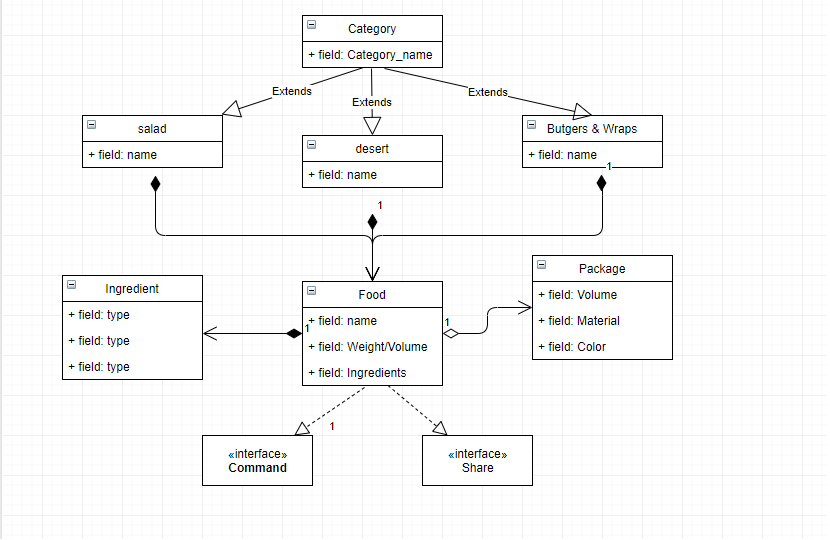 Category
+ field: Category_name
Extends
Extends
Extends
salad
+ field: name
desert
+ field: name
Butgers & Wraps
+ field: name
1
1
Ingredient
+ field: type
+ field: type
+ field: type
Food
+ field: name
+ field: Weight/Volume
+ field: Ingredients
1
1
Package
+ field: Volume
+ field: Material
+ field: Color
1
«interface»
Command
«interface»
Share